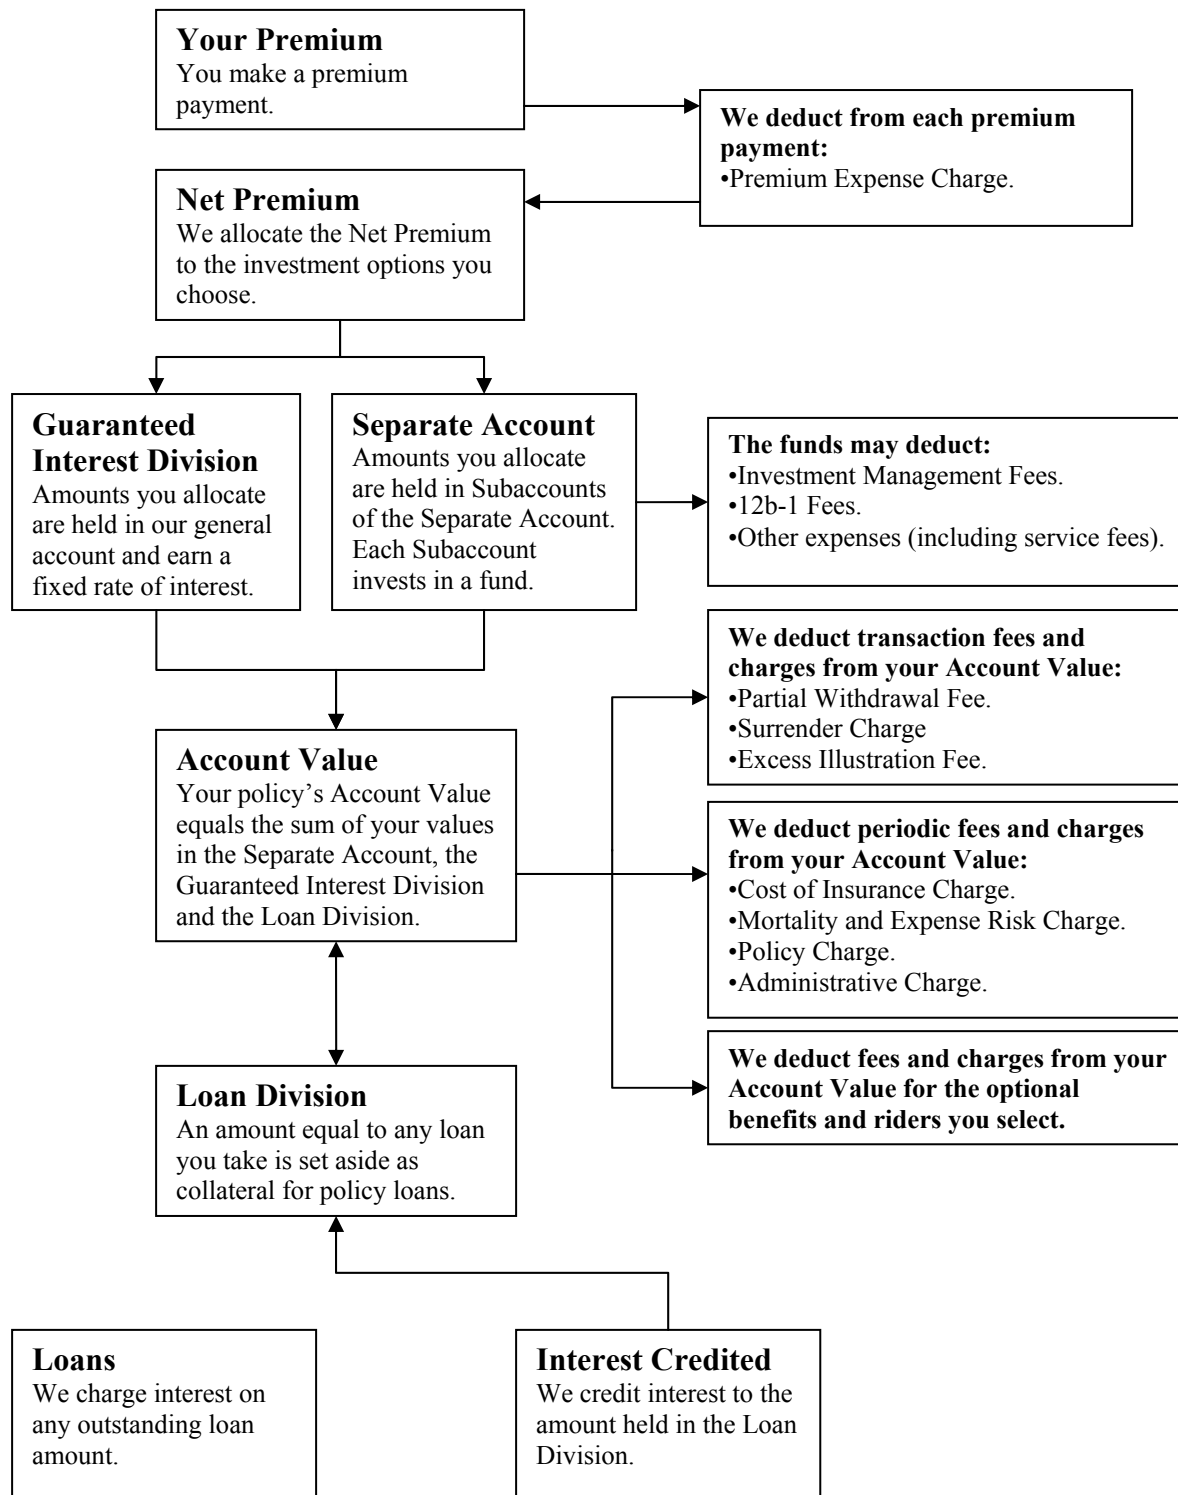 Your Premium
You make a premium
payment.
We deduct from each premium
payment:
•Premium Expense Charge.
Net Premium
We allocate the Net Premium
to the investment options you
choose.
Guaranteed
Interest Division
Amounts you allocate
are held in our general
account and earn a
fixed rate of interest.
Separate Account
Amounts you allocate
are held in Subaccounts
of the Separate Account.
Each Subaccount
invests in a fund.
The funds may deduct:
•Investment Management Fees.
•12b-1 Fees.
•Other expenses (including service fees).
We deduct transaction fees and
charges from your Account Value:
•Partial Withdrawal Fee.
•Surrender Charge
•Excess Illustration Fee.
Account Value
Your policy’s Account Value
equals the sum of your values
in the Separate Account, the
Guaranteed Interest Division
and the Loan Division.
We deduct periodic fees and charges
from your Account Value:
•Cost of Insurance Charge.
•Mortality and Expense Risk Charge.
•Policy Charge.
•Administrative Charge.
We deduct fees and charges from your
Account Value for the optional
benefits and riders you select.
Loan Division
An amount equal to any loan
you take is set aside as
collateral for policy loans.
Loans
We charge interest on
any outstanding loan
amount.
Interest Credited
We credit interest to the
amount held in the Loan
Division.